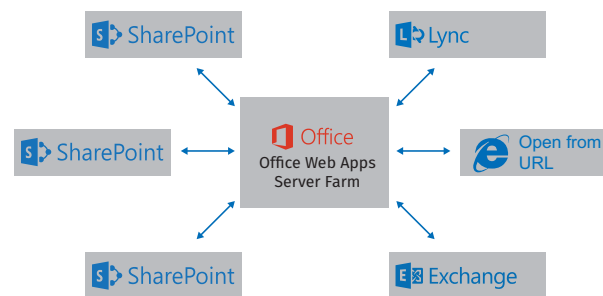 SharePoint
Lync
SharePoint
Office
Office Web Apps
Server Farm
Open from
URL
SharePoint
Exchange